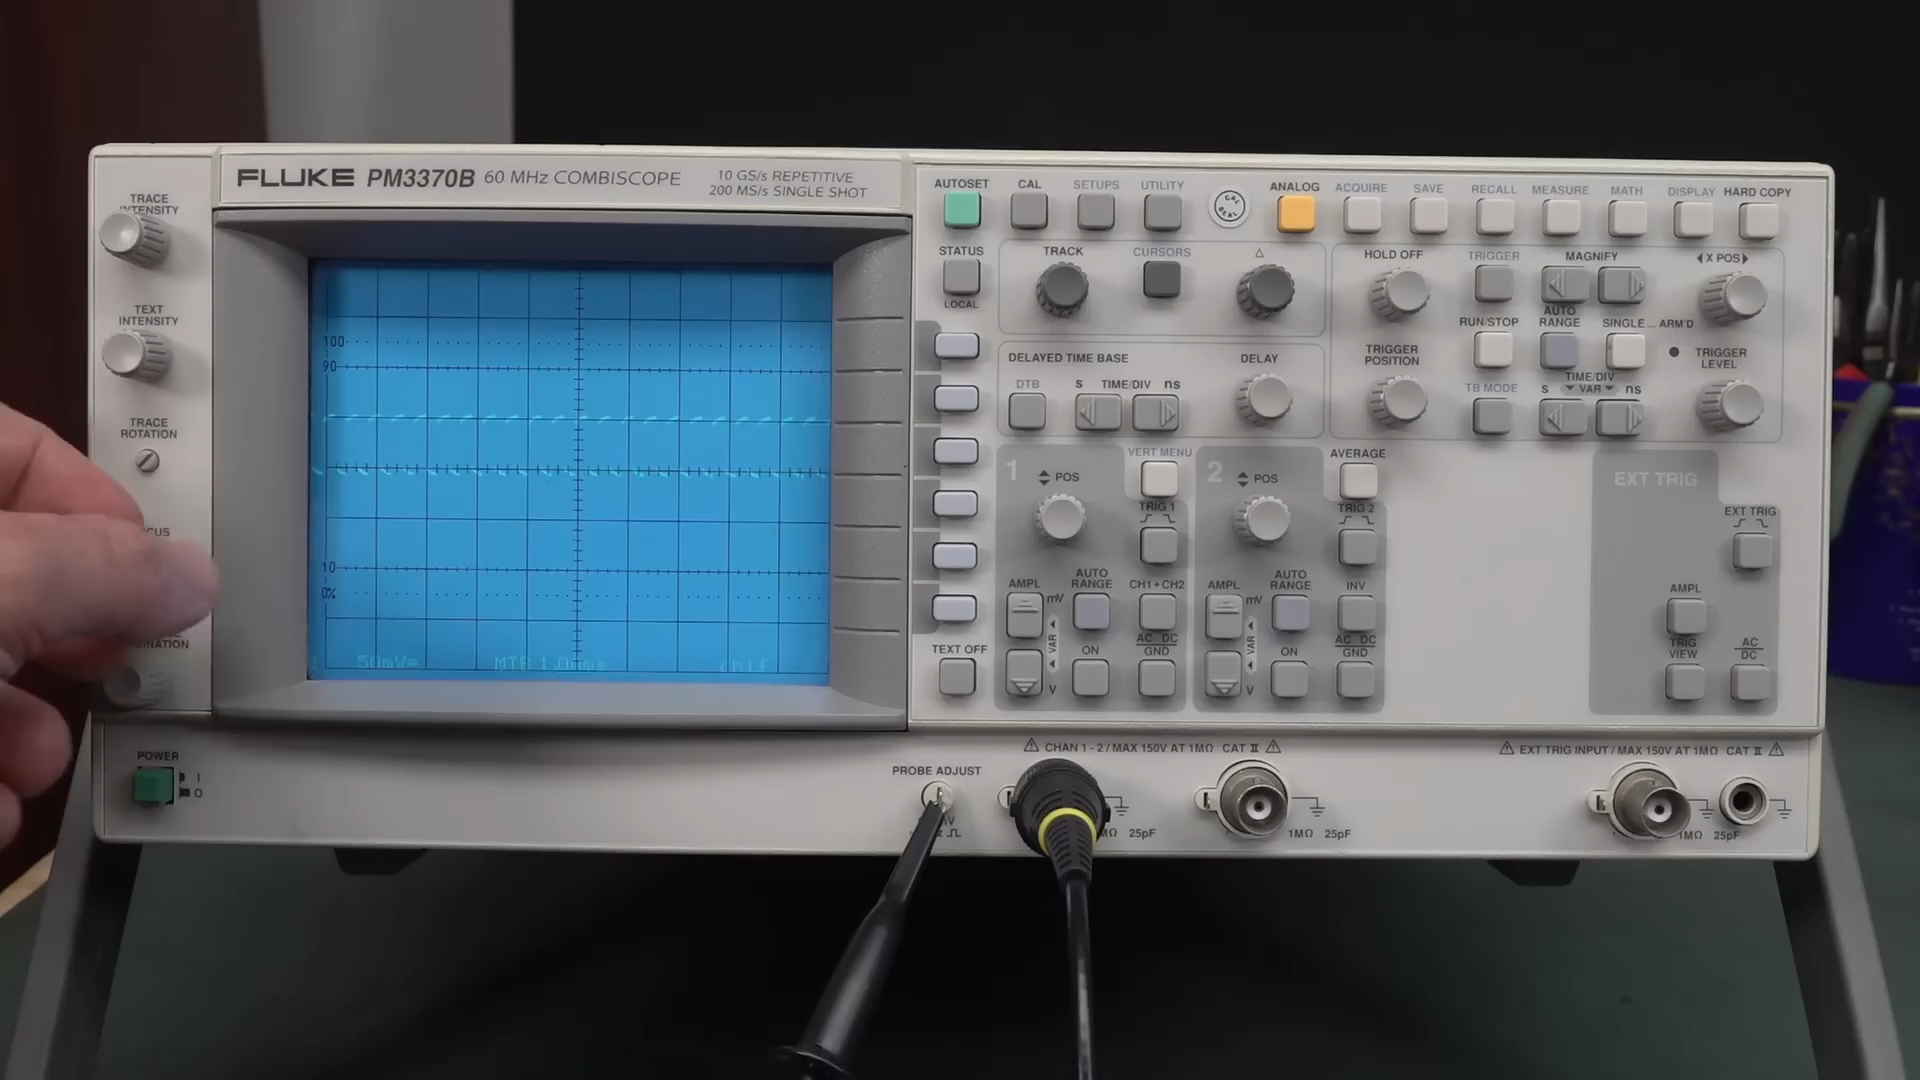 FLUKE PM3370B 60 MHz COMBISCOPE
10 GS/s REPETITIVE
200 MS/s SINGLE SHOT
TRACE
INTENSITY
TEXT
INTENSITY
TRACE
ROTATION
POWER
I
O
100
90
10
0%
50mV=
MTB
ch1
AUTOSET
CAL
SETUPS
UTILITY
CAL
SEAL
ANALOG
ACQUIRE
SAVE
RECALL
MEASURE
MATH
DISPLAY
HARD COPY
STATUS
LOCAL
TRACK
CURSORS
Δ
HOLD OFF
TRIGGER
MAGNIFY
X POS
RUN/STOP
AUTO
RANGE
SINGLE
ARM'D
TRIGGER
POSITION
TRIGGER
LEVEL
TB MODE
s
TIME/DIV
VAR
ns
DELAYED TIME BASE
DELAY
DTB
s
TIME/DIV
ns
1
POS
VERT MENU
TRIG 1
AMPL
mV
VAR
V
AUTO
RANGE
CH1+CH2
ON
AC DC
GND
2
POS
AVERAGE
TRIG 2
AMPL
mV
VAR
V
AUTO
RANGE
INV
ON
AC DC
GND
TEXT OFF
EXT TRIG
EXT TRIG
AMPL
TRIG
VIEW
AC
DC
PROBE ADJUST
CHAN 1 - 2 / MAX 150V AT 1MΩ CAT II
25pF
1MΩ 25pF
EXT TRIG INPUT / MAX 150V AT 1MΩ CAT II
1MΩ 25pF